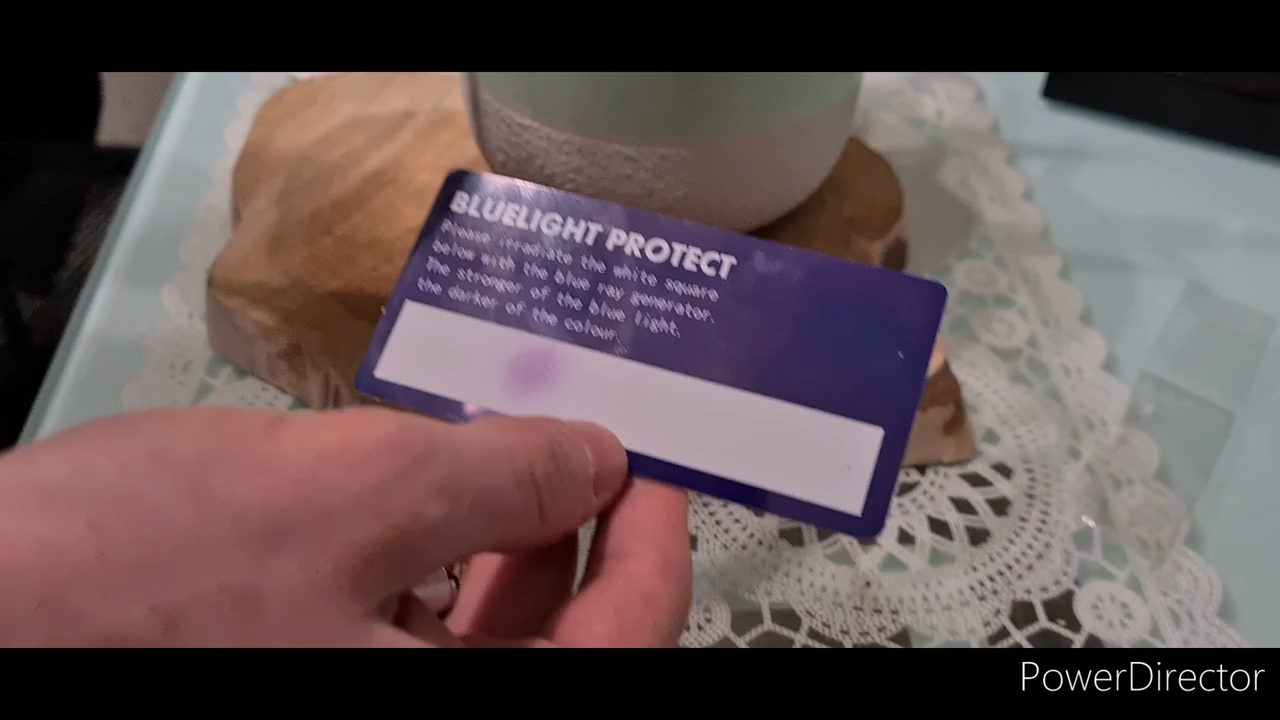 BLUELIGHT PROTECT
Please irradiate the white square
below with the blue ray generator.
The stronger of the blue light,
the darker of the colour.
PowerDirector